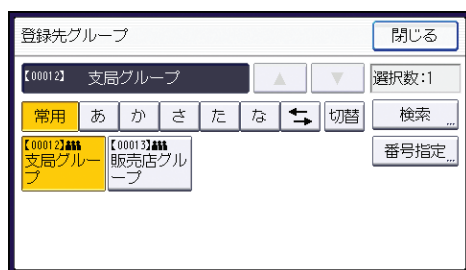 登録先グループ 閉じる
【00012】 支局グループ ▲ ▼ 選択数:1
常用 あ か さ た な 切替 検索
【00012】 【00013】 番号指定
支局グルー 販売店グル
プ ープ